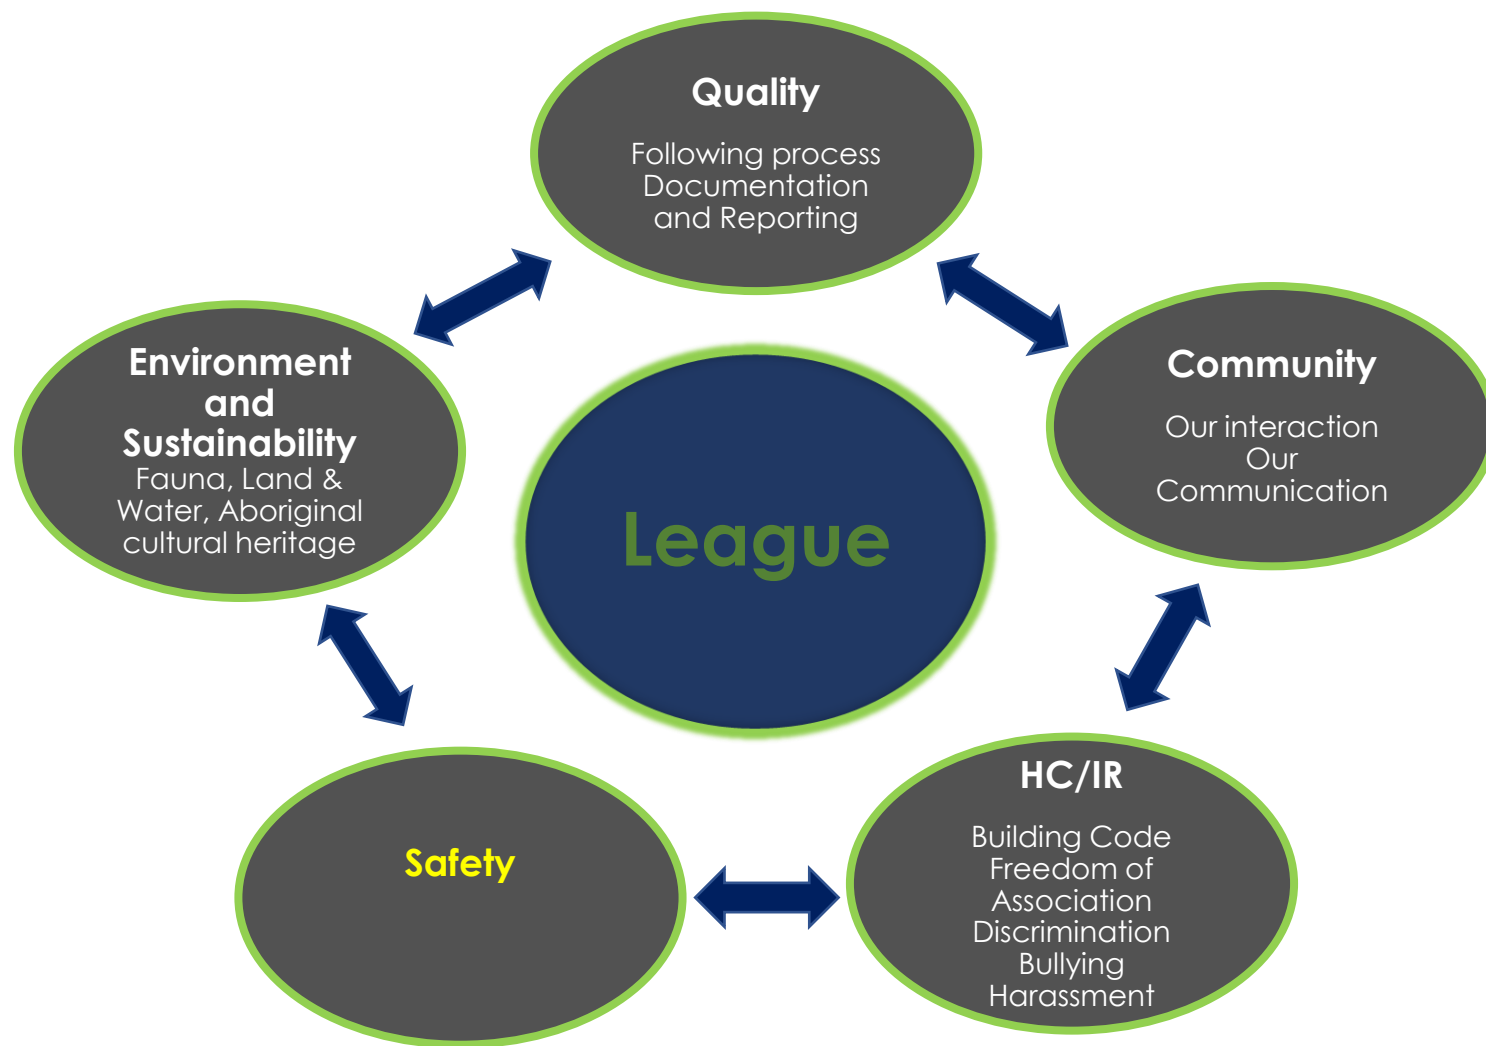 Quality
Following process
Documentation
and Reporting
Environment
and
Sustainability
Fauna, Land &
Water, Aboriginal
cultural heritage
Community
Our interaction
Our
Communication
League
Safety
HC/IR
Building Code
Freedom of
Association
Discrimination
Bullying
Harassment